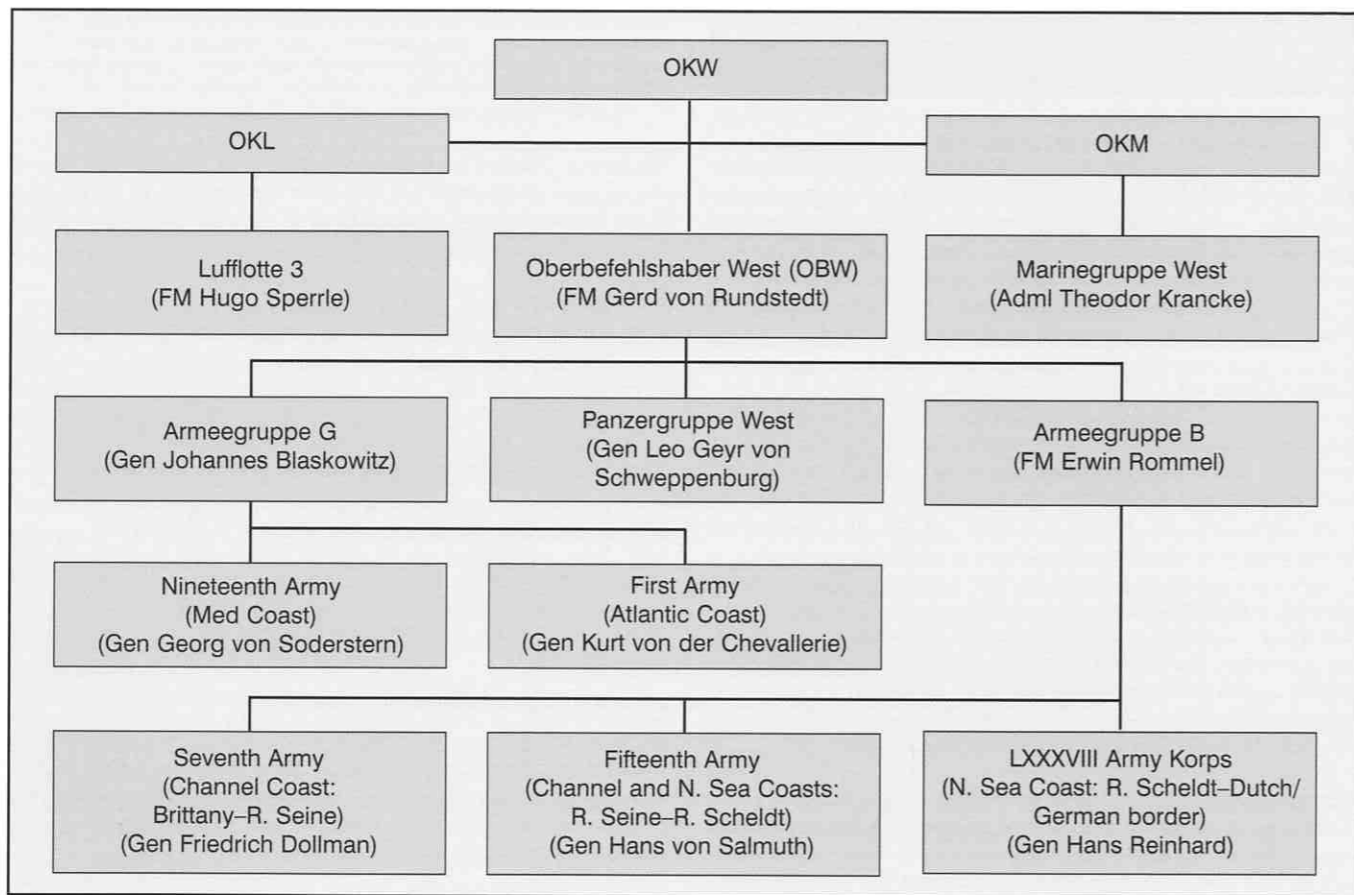 OKW
OKL
OKM
Lufflotte 3
(FM Hugo Sperrle)
Oberbefehlshaber West (OBW)
(FM Gerd von Rundstedt)
Marinegruppe West
(Adml Theodor Krancke)
Armeegruppe G
(Gen Johannes Blaskowitz)
Panzergruppe West
(Gen Leo Geyr von
Schweppenburg)
Armeegruppe B
(FM Erwin Rommel)
Nineteenth Army
(Med Coast)
(Gen Georg von Soderstern)
First Army
(Atlantic Coast)
(Gen Kurt von der Chevallerie)
Seventh Army
(Channel Coast:
Brittany–R. Seine)
(Gen Friedrich Dollman)
Fifteenth Army
(Channel and N. Sea Coasts:
R. Seine–R. Scheldt)
(Gen Hans von Salmuth)
LXXXVIII Army Korps
(N. Sea Coast: R. Scheldt–Dutch/
German border)
(Gen Hans Reinhard)